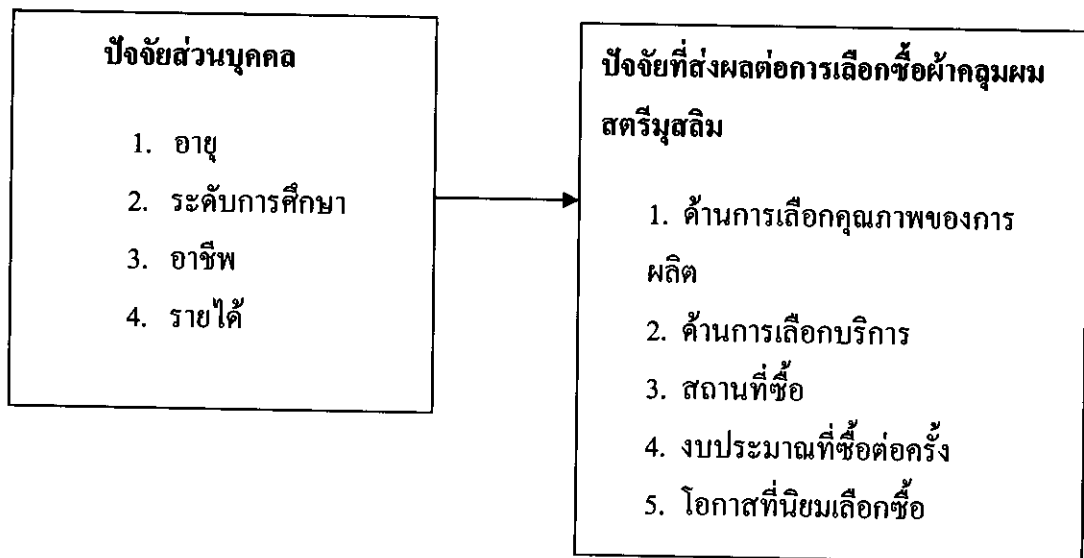 ปัจจัยส่วนบุคคล
1. อายุ
2. ระดับการศึกษา
3. อาชีพ
4. รายได้
ปัจจัยที่ส่งผลต่อการเลือกซื้อผ้าคลุมผม
สตรีมุสลิม
1. ด้านการเลือกคุณภาพของการ
ผลิต
2. ด้านการเลือกบริการ
3. สถานที่ซื้อ
4. งบประมาณที่ซื้อต่อครั้ง
5. โอกาสที่นิยมเลือกซื้อ